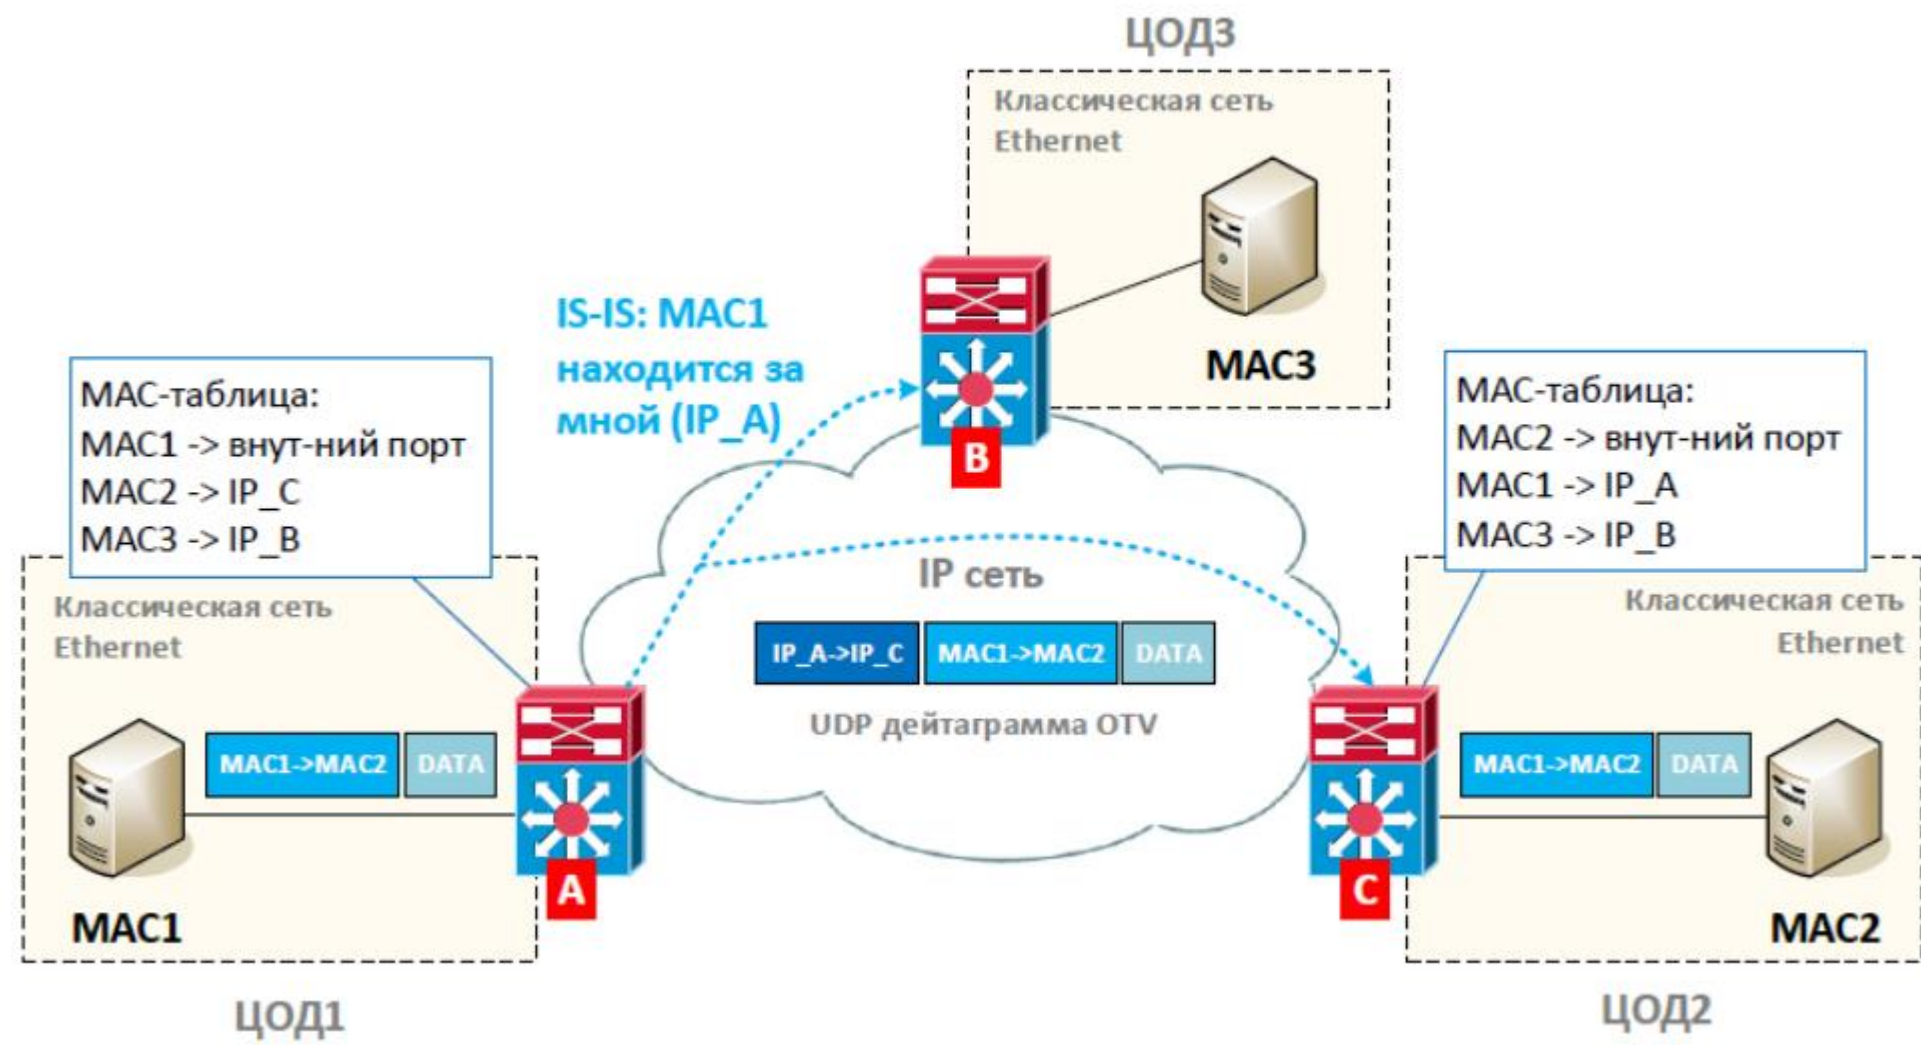 ЦОД3
Классическая сеть
Ethernet
MAC3
IS-IS: MAC1
находится за
мной (IP_A)
B
MAC-таблица:
MAC1 -> внут-ний порт
MAC2 -> IP_C
MAC3 -> IP_B
MAC-таблица:
MAC2 -> внут-ний порт
MAC1 -> IP_A
MAC3 -> IP_B
Классическая сеть
Ethernet
IP сеть
IP_A->IP_C MAC1->MAC2 DATA
UDP дейтаграмма OTV
Классическая сеть
Ethernet
MAC1->MAC2 DATA
A
MAC1
MAC1->MAC2 DATA
C
MAC2
ЦОД1
ЦОД2